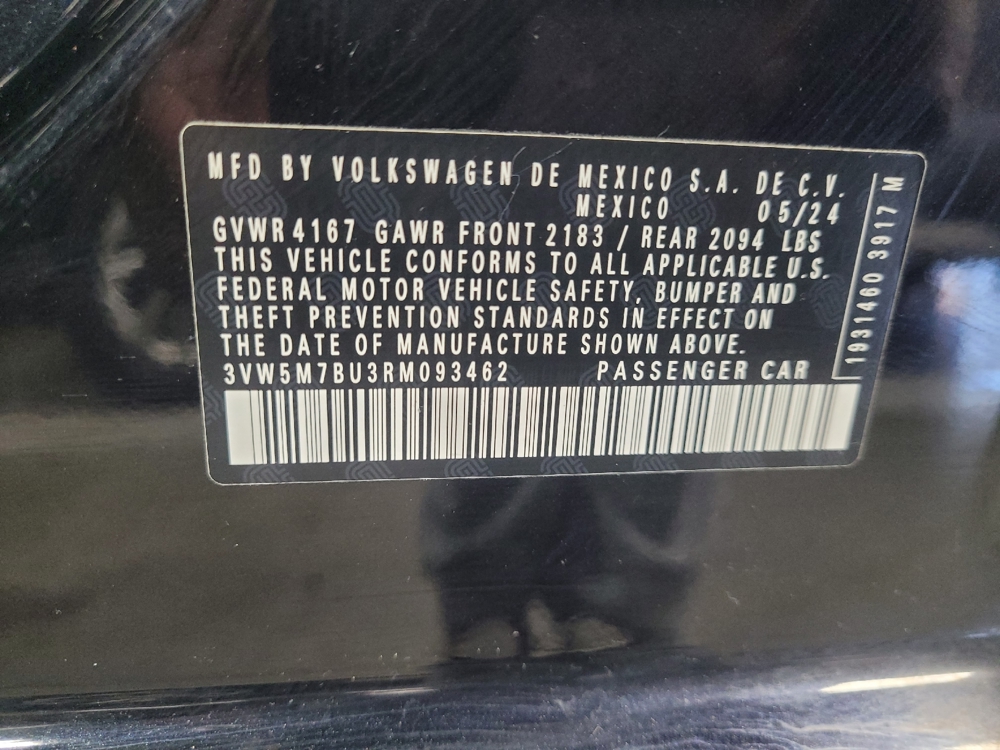 MFD BY VOLKSWAGEN DE MEXICO S.A. DE C.V.
MEXICO 05/24
GVWR 4167 GAWR FRONT 2183 / REAR 2094 LBS
THIS VEHICLE CONFORMS TO ALL APPLICABLE U.S.
FEDERAL MOTOR VEHICLE SAFETY, BUMPER AND
THEFT PREVENTION STANDARDS IN EFFECT ON
THE DATE OF MANUFACTURE SHOWN ABOVE.
3VW5M7BU3RM093462 PASSENGER CAR
1931460 3917 M